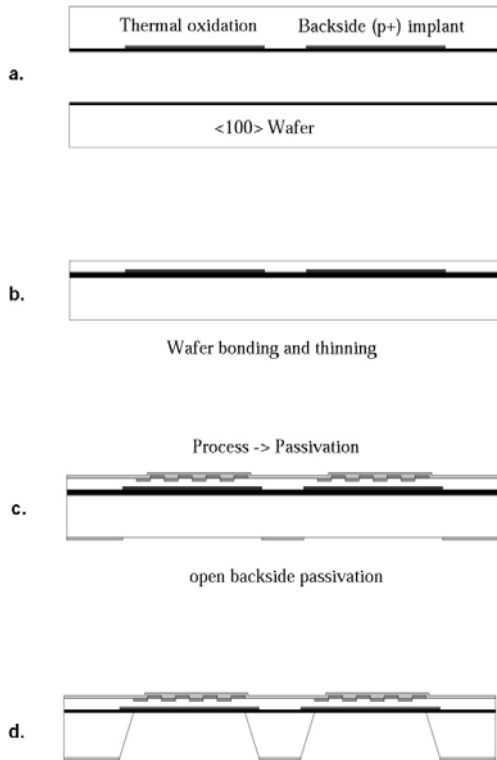 Thermal oxidation Backside (p+) implant
a.
<100> Wafer
b.
Wafer bonding and thinning
Process -> Passivation
c.
open backside passivation
d.